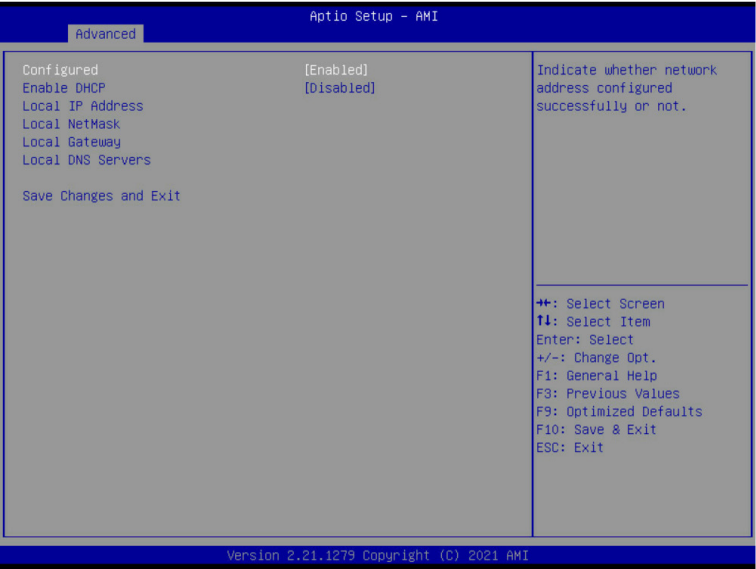 Aptio Setup – AMI
Advanced
Configured [Enabled]
Enable DHCP [Disabled]
Local IP Address
Local NetMask
Local Gateway
Local DNS Servers
Save Changes and Exit
Indicate whether network
address configured
successfully or not.
→←: Select Screen
↑↓: Select Item
Enter: Select
+/-: Change Opt.
F1: General Help
F3: Previous Values
F9: Optimized Defaults
F10: Save & Exit
ESC: Exit
Version 2.21.1279 Copyright (C) 2021 AMI